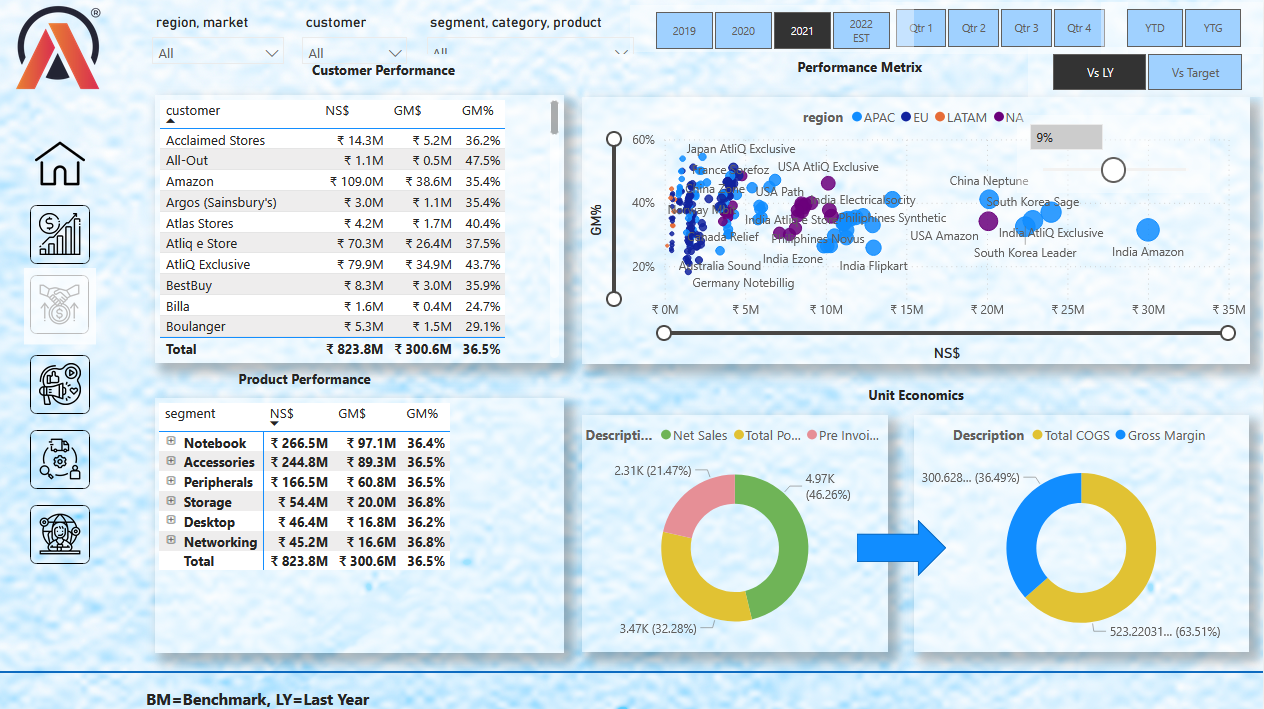 ®
region, market customer segment, category, product
All All All
2019 2020 2021 2022 EST Qtr 1 Qtr 2 Qtr 3 Qtr 4 YTD YTG
Vs LY Vs Target
Customer Performance
customer NS$ GM$ GM%
Acclaimed Stores ₹ 14.3M ₹ 5.2M 36.2%
All-Out ₹ 1.1M ₹ 0.5M 47.5%
Amazon ₹ 109.0M ₹ 38.6M 35.4%
Argos (Sainsbury's) ₹ 3.0M ₹ 1.1M 35.4%
Atlas Stores ₹ 4.2M ₹ 1.7M 40.4%
Atliq e Store ₹ 70.3M ₹ 26.4M 37.5%
AtliQ Exclusive ₹ 79.9M ₹ 34.9M 43.7%
BestBuy ₹ 8.3M ₹ 3.0M 35.9%
Billa ₹ 1.6M ₹ 0.4M 24.7%
Boulanger ₹ 5.3M ₹ 1.5M 29.1%
Total ₹ 823.8M ₹ 300.6M 36.5%
Performance Metrix
region APAC EU LATAM NA
9%
60%
40%
20%
GM%
Japan AtliQ Exclusive
USA AtliQ Exclusive
China Neptune
USA Path
India Electricalsocity
South Korea Sage
Philipines Synthetic
Canada Relief
Philipines Novus
USA Amazon
India AtliQ Exclusive
South Korea Leader
India Amazon
Australia Sound
India Ezone
India Flipkart
Germany Notebillig
₹ 0M ₹ 5M ₹ 10M ₹ 15M ₹ 20M ₹ 25M ₹ 30M ₹ 35M
NS$
Product Performance
segment NS$ GM$ GM%
Notebook ₹ 266.5M ₹ 97.1M 36.4%
Accessories ₹ 244.8M ₹ 89.3M 36.5%
Peripherals ₹ 166.5M ₹ 60.8M 36.5%
Storage ₹ 54.4M ₹ 20.0M 36.8%
Desktop ₹ 46.4M ₹ 16.8M 36.2%
Networking ₹ 45.2M ₹ 16.6M 36.8%
Total ₹ 823.8M ₹ 300.6M 36.5%
Unit Economics
Descripti... Net Sales Total Po... Pre Invoi...
2.31K (21.47%)
4.97K
(46.26%)
3.47K (32.28%)
Description Total COGS Gross Margin
300.628... (36.49%)
523.22031... (63.51%)
BM=Benchmark, LY=Last Year